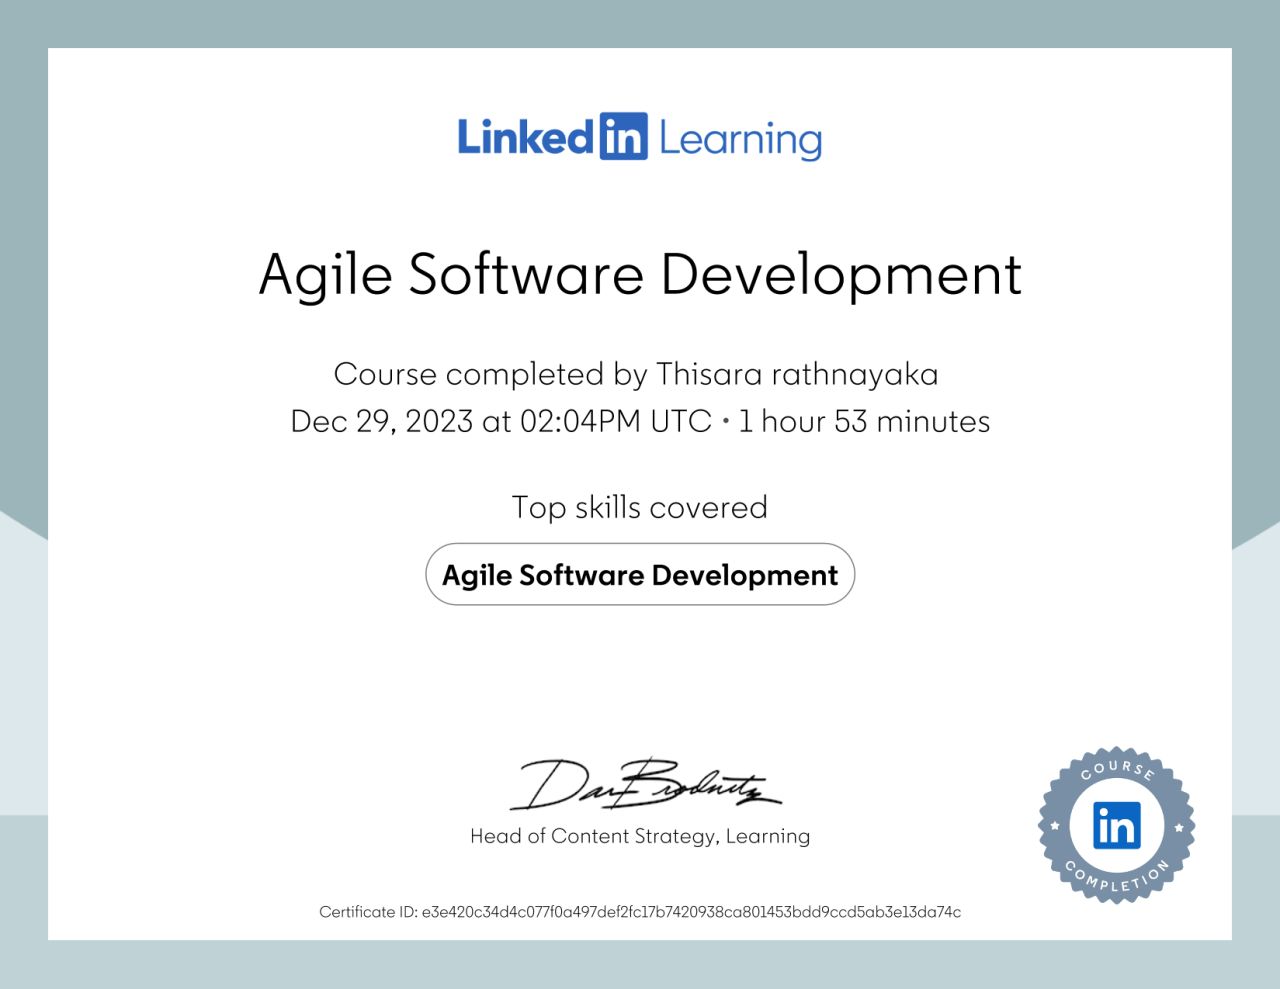 Linked in Learning
Agile Software Development
Course completed by Thisara rathnayaka
Dec 29, 2023 at 02:04PM UTC • 1 hour 53 minutes
Top skills covered
Agile Software Development
Dan Brodnitz
Head of Content Strategy, Learning
COURSE
in
COMPLETION
Certificate ID: e3e420c34d4c077f0a497def2fc17b7420938ca801453bdd9ccd5ab3e13da74c